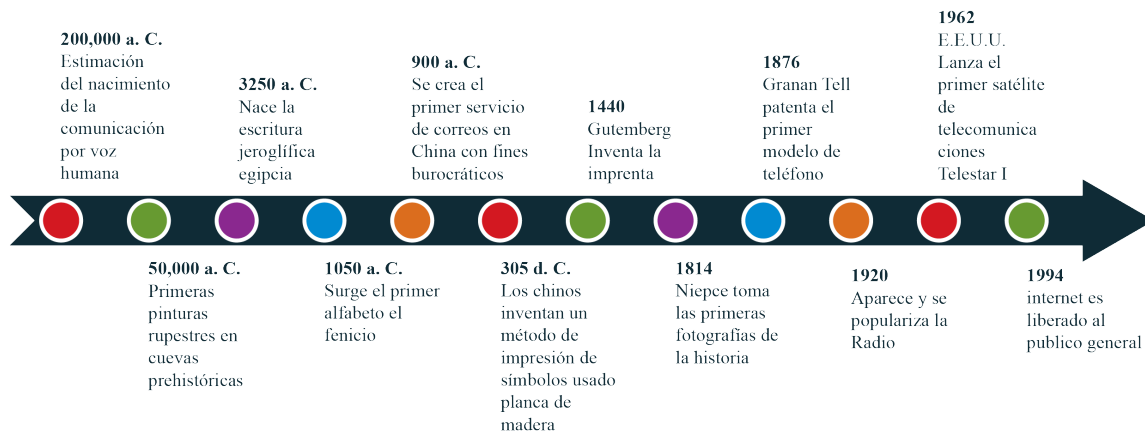 200,000 a. C.
Estimación
del nacimiento
de la
comunicación
por voz
humana
50,000 a. C.
Primeras
pinturas
rupestres en
cuevas
prehistóricas
3250 a. C.
Nace la
escritura
jeroglífica
egipcia
1050 a. C.
Surge el primer
alfabeto el
fenicio
900 a. C.
Se crea el
primer servicio
de correos en
China con fines
burocráticos
305 d. C.
Los chinos
inventan un
método de
impresión de
símbolos usado
planca de
madera
1440
Gutemberg
Inventa la
imprenta
1814
Niepce toma
las primeras
fotografías de
la historia
1876
Granan Tell
patenta el
primer
modelo de
teléfono
1920
Aparece y se
populariza la
Radio
1962
E.E.U.U.
Lanza el
primer satélite
de
telecomunica
ciones
Telestar I
1994
internet es
liberado al
publico general